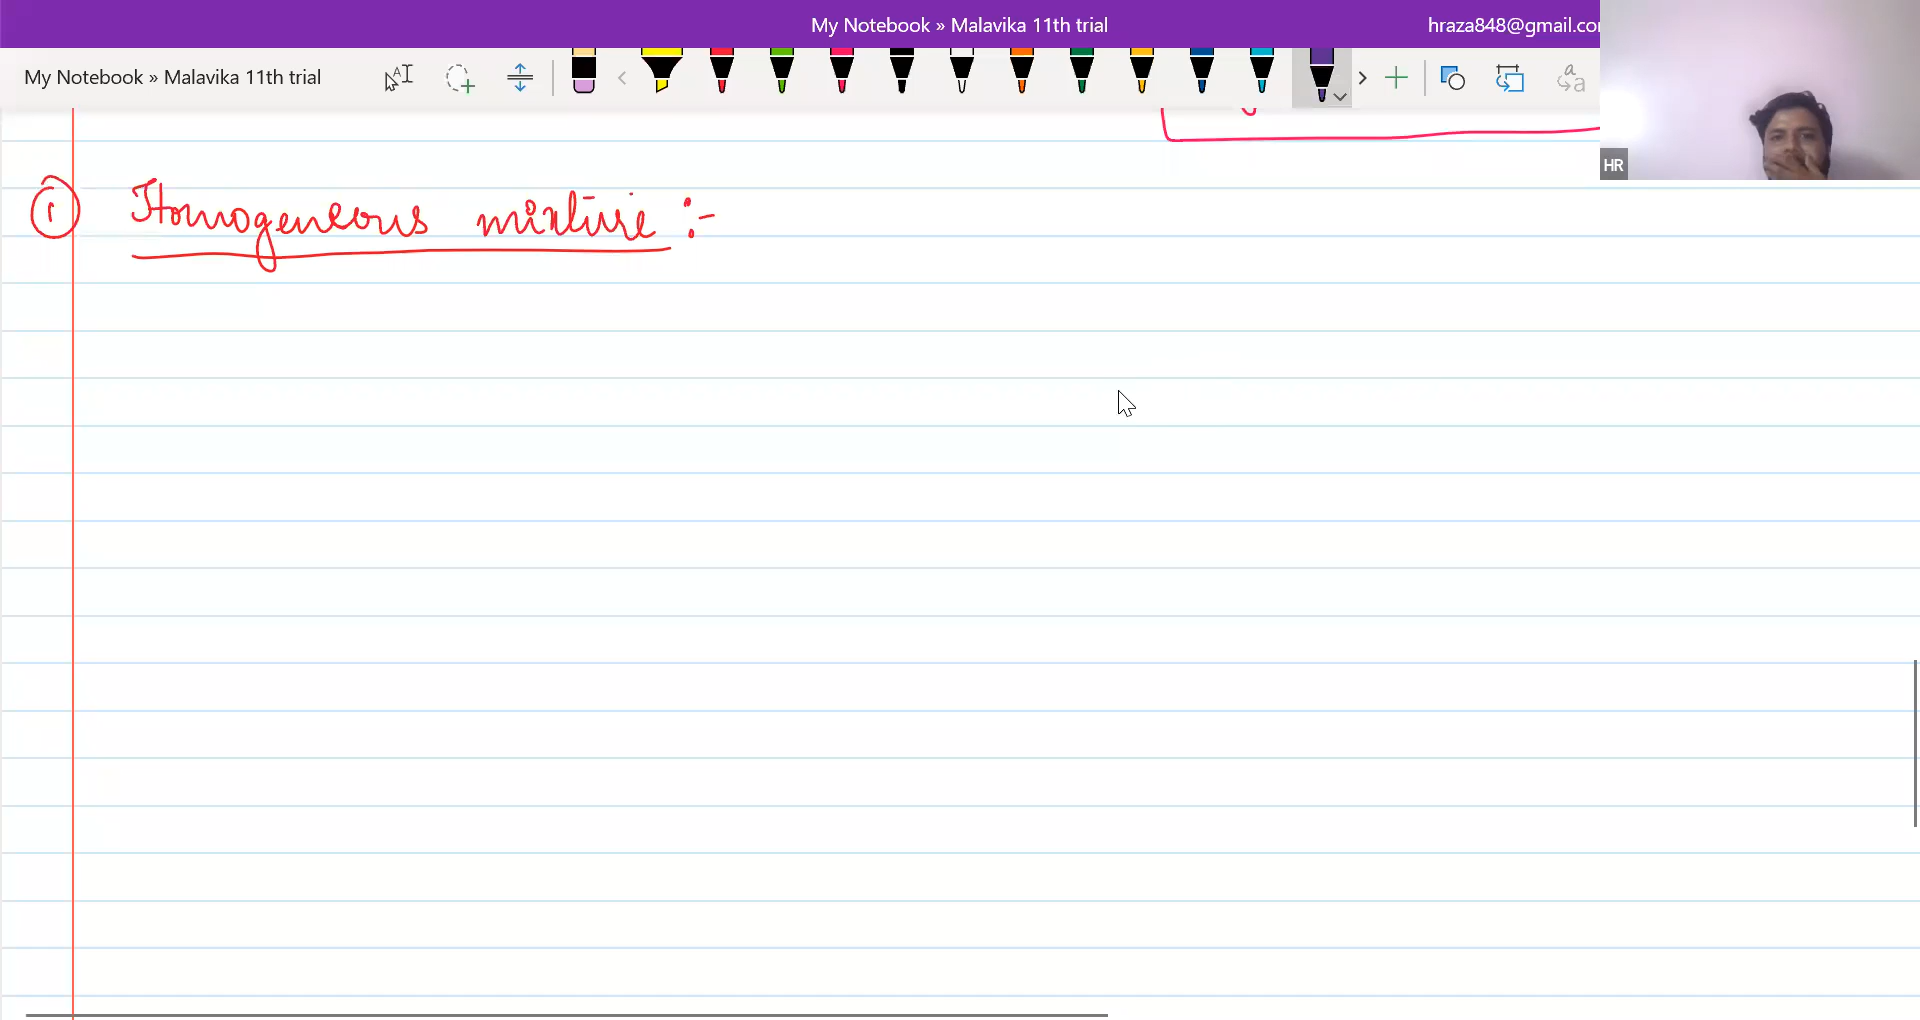 My Notebook » Malavika 11th trial
hraza848@gmail.co
My Notebook » Malavika 11th trial
HR
① Homogeneous mixture :-